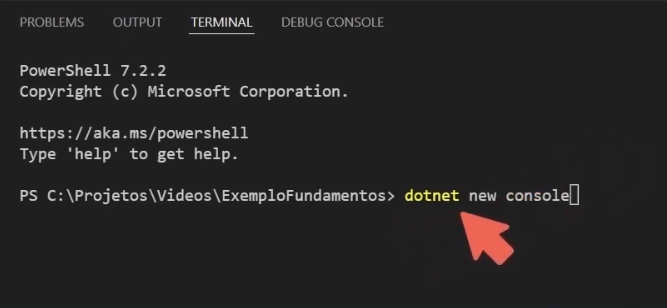 PROBLEMS OUTPUT TERMINAL DEBUG CONSOLE
PowerShell 7.2.2
Copyright (c) Microsoft Corporation.
https://aka.ms/powershell
Type 'help' to get help.
PS C:\Projetos\Videos\ExemploFundamentos> dotnet new console